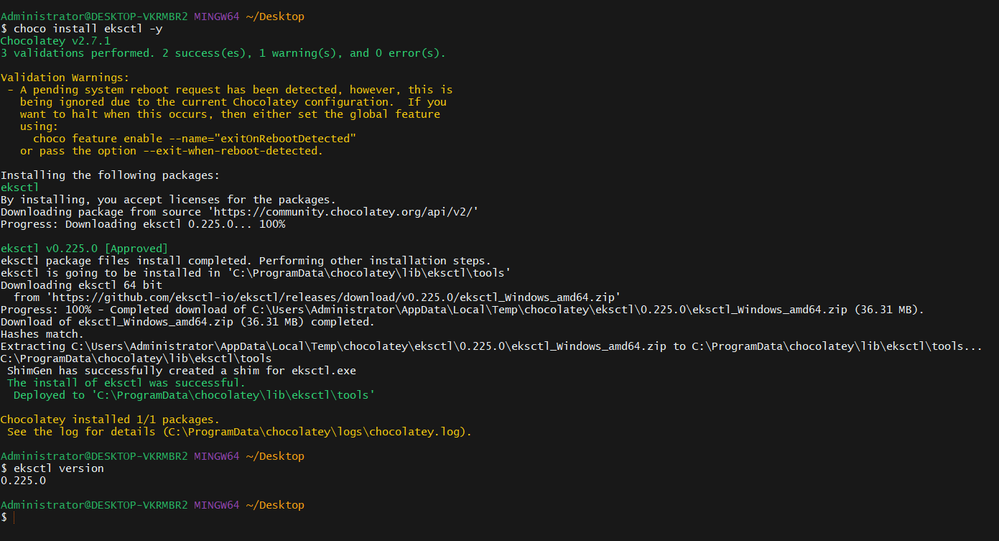 Administrator@DESKTOP-VKRMBR2 MINGW64 ~/Desktop
$ choco install eksctl -y
Chocolatey v2.7.1
3 validations performed. 2 success(es), 1 warning(s), and 0 error(s).

Validation Warnings:
 - A pending system reboot request has been detected, however, this is
   being ignored due to the current Chocolatey configuration.  If you
   want to halt when this occurs, then either set the global feature
   using:
     choco feature enable --name="exitOnRebootDetected"
   or pass the option --exit-when-reboot-detected.

Installing the following packages:
eksctl
By installing, you accept licenses for the packages.
Downloading package from source 'https://community.chocolatey.org/api/v2/'
Progress: Downloading eksctl 0.225.0... 100%

eksctl v0.225.0 [Approved]
eksctl package files install completed. Performing other installation steps.
eksctl is going to be installed in 'C:\ProgramData\chocolatey\lib\eksctl\tools'
Downloading eksctl 64 bit
  from 'https://github.com/eksctl-io/eksctl/releases/download/v0.225.0/eksctl_Windows_amd64.zip'
Progress: 100% - Completed download of C:\Users\Administrator\AppData\Local\Temp\chocolatey\eksctl\0.225.0\eksctl_Windows_amd64.zip (36.31 MB).
Download of eksctl_Windows_amd64.zip (36.31 MB) completed.
Hashes match.
Extracting C:\Users\Administrator\AppData\Local\Temp\chocolatey\eksctl\0.225.0\eksctl_Windows_amd64.zip to C:\ProgramData\chocolatey\lib\eksctl\tools...
C:\ProgramData\chocolatey\lib\eksctl\tools
 ShimGen has successfully created a shim for eksctl.exe
 The install of eksctl was successful.
  Deployed to 'C:\ProgramData\chocolatey\lib\eksctl\tools'

Chocolatey installed 1/1 packages.
 See the log for details (C:\ProgramData\chocolatey\logs\chocolatey.log).

Administrator@DESKTOP-VKRMBR2 MINGW64 ~/Desktop
$ eksctl version
0.225.0

Administrator@DESKTOP-VKRMBR2 MINGW64 ~/Desktop
$